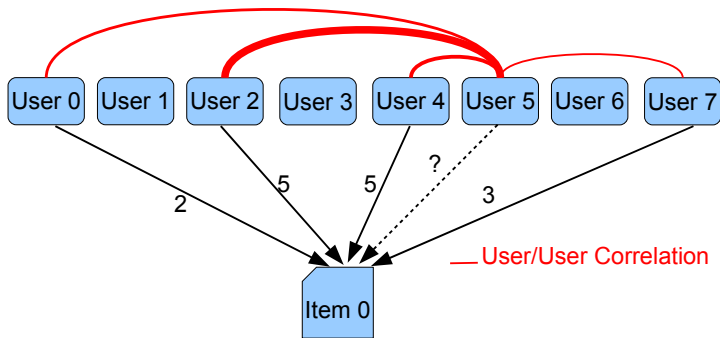 User 0
User 1
User 2
User 3
User 4
User 5
User 6
User 7
2
5
5
?
3
User/User Correlation
Item 0